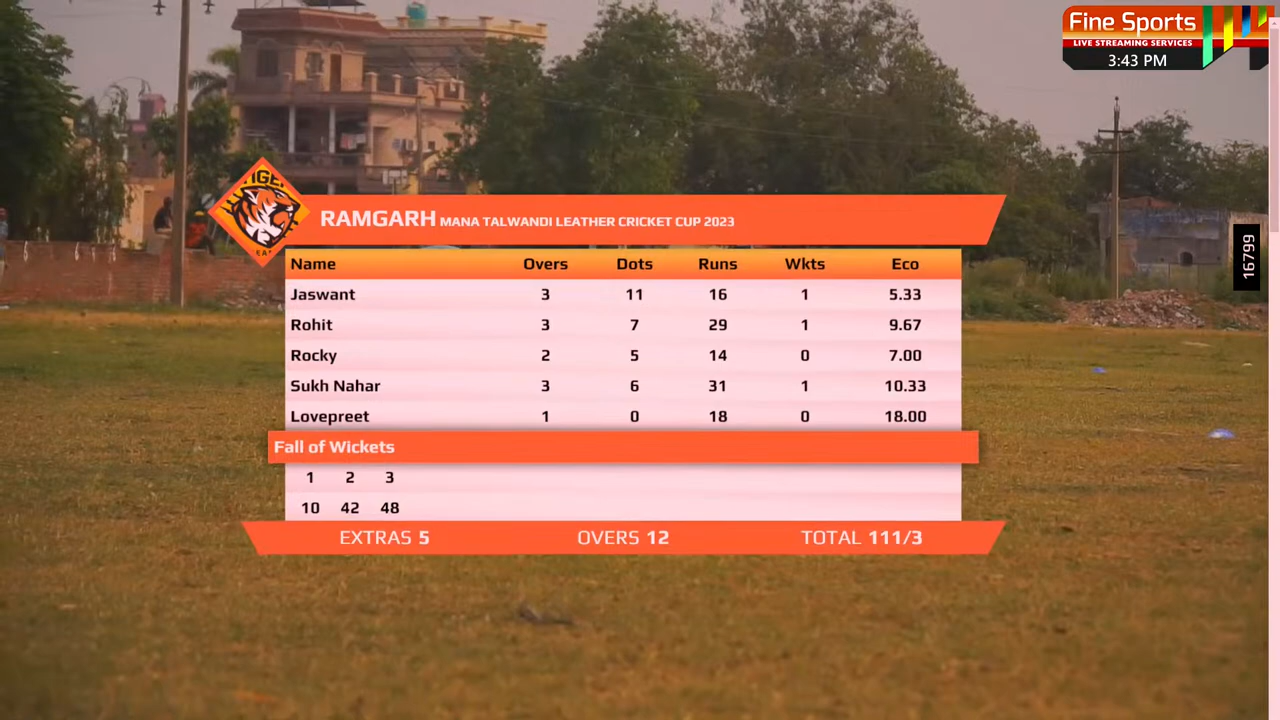 Fine Sports
LIVE STREAMING SERVICES
3:43 PM
RAMGARH MANA TALWANDI LEATHER CRICKET CUP 2023
Name Overs Dots Runs Wkts Eco
Jaswant 3 11 16 1 5.33
Rohit 3 7 29 1 9.67
Rocky 2 5 14 0 7.00
Sukh Nahar 3 6 31 1 10.33
Lovepreet 1 0 18 0 18.00
Fall of Wickets
1 2 3
10 42 48
EXTRAS 5 OVERS 12 TOTAL 111/3
16799